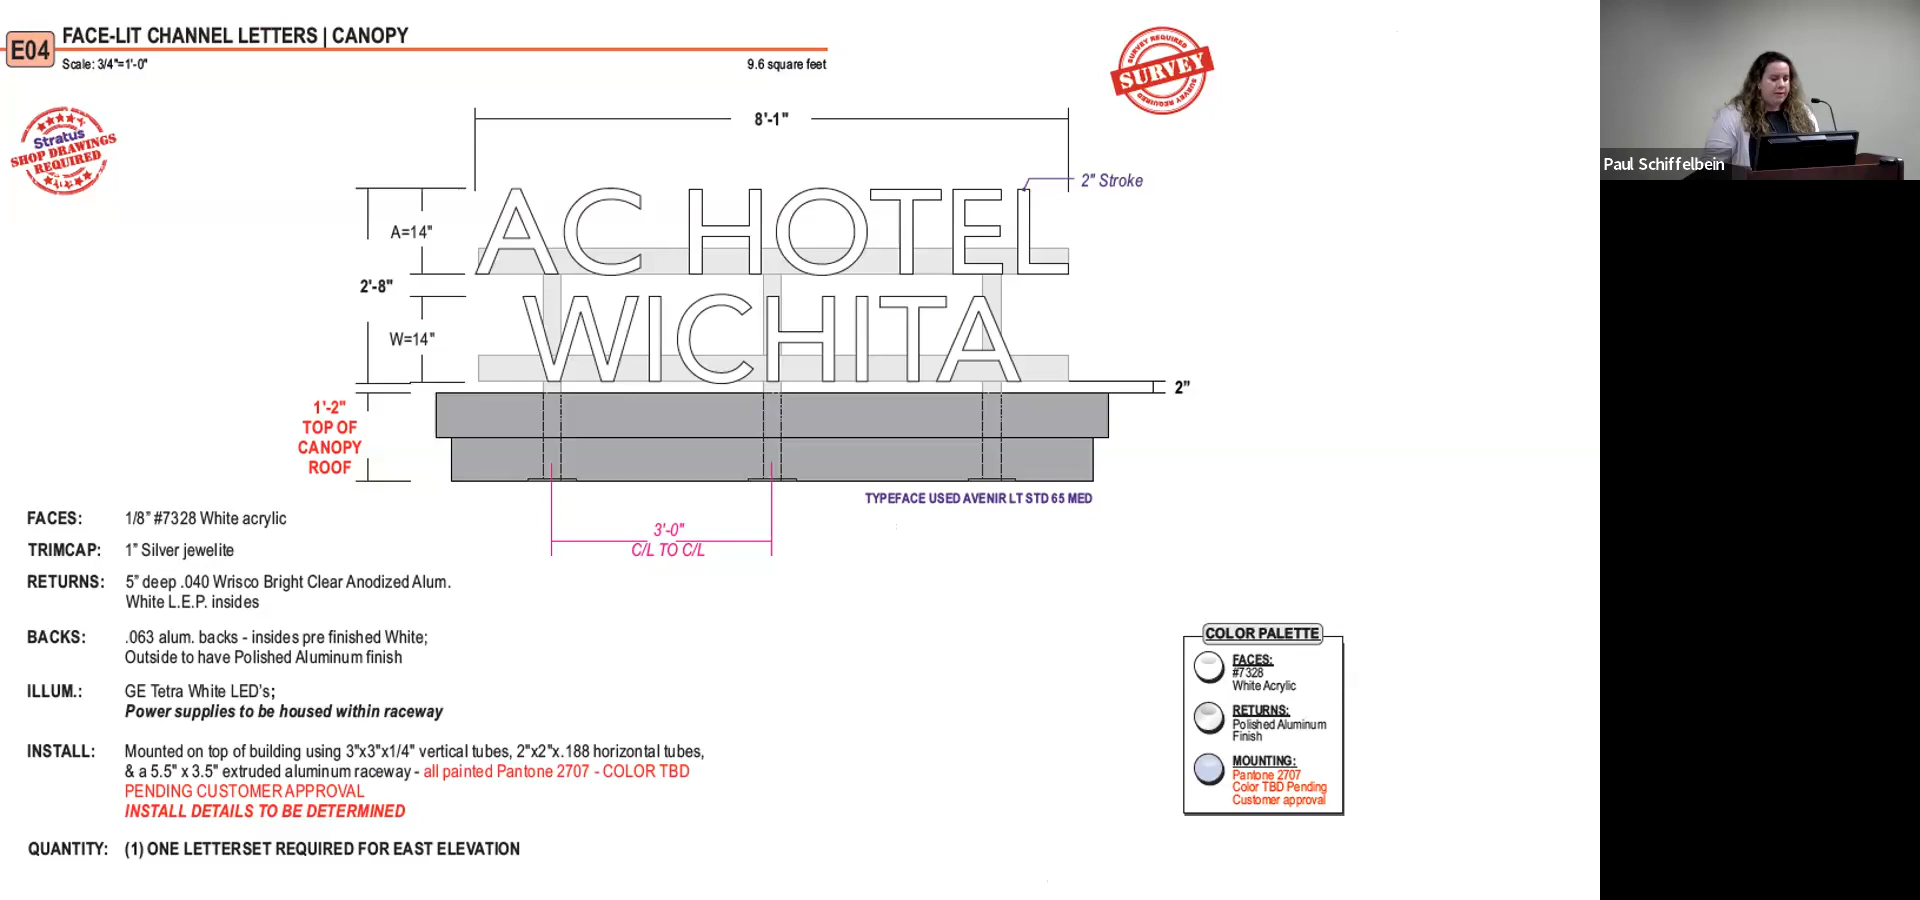 E04
FACE-LIT CHANNEL LETTERS | CANOPY
Scale: 3/4"=1'-0"
9.6 square feet
SURVEY REQUIRED
SURVEY
SURVEY REQUIRED
Stratus
SHOP DRAWINGS
REQUIRED
8'-1"
2" Stroke
A=14"
AC HOTEL
2'-8"
W=14"
WICHITA
2"
1'-2"
TOP OF
CANOPY
ROOF
TYPEFACE USED AVENIR LT STD 65 MED
3'-0"
C/L TO C/L
FACES: 1/8” #7328 White acrylic
TRIMCAP: 1” Silver jewelite
RETURNS: 5” deep .040 Wrisco Bright Clear Anodized Alum.
White L.E.P. insides
BACKS: .063 alum. backs - insides pre finished White;
Outside to have Polished Aluminum finish
ILLUM.: GE Tetra White LED’s;
Power supplies to be housed within raceway
INSTALL: Mounted on top of building using 3"x3"x1/4" vertical tubes, 2"x2"x.188 horizontal tubes,
& a 5.5" x 3.5" extruded aluminum raceway - all painted Pantone 2707 - COLOR TBD
PENDING CUSTOMER APPROVAL
INSTALL DETAILS TO BE DETERMINED
QUANTITY: (1) ONE LETTERSET REQUIRED FOR EAST ELEVATION
COLOR PALETTE
FACES:
#7328
White Acrylic
RETURNS:
Polished Aluminum
Finish
MOUNTING:
Pantone 2707
Color TBD Pending
Customer approval
Paul Schiffelbein